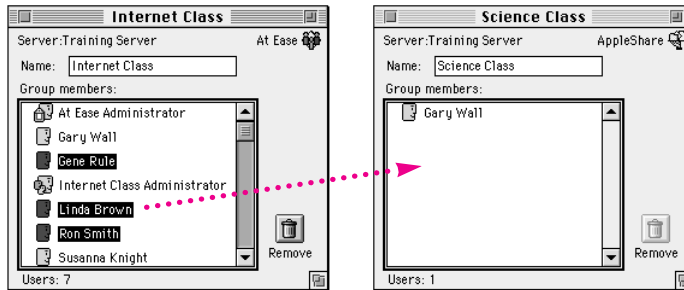 Internet Class
Server:Training Server At Ease
Name: Internet Class
Group members:
At Ease Administrator
Gary Wall
Gene Rule
Internet Class Administrator
Linda Brown
Ron Smith
Susanna Knight
Remove
Users: 7
Science Class
Server:Training Server AppleShare
Name: Science Class
Group members:
Gary Wall
Remove
Users: 1